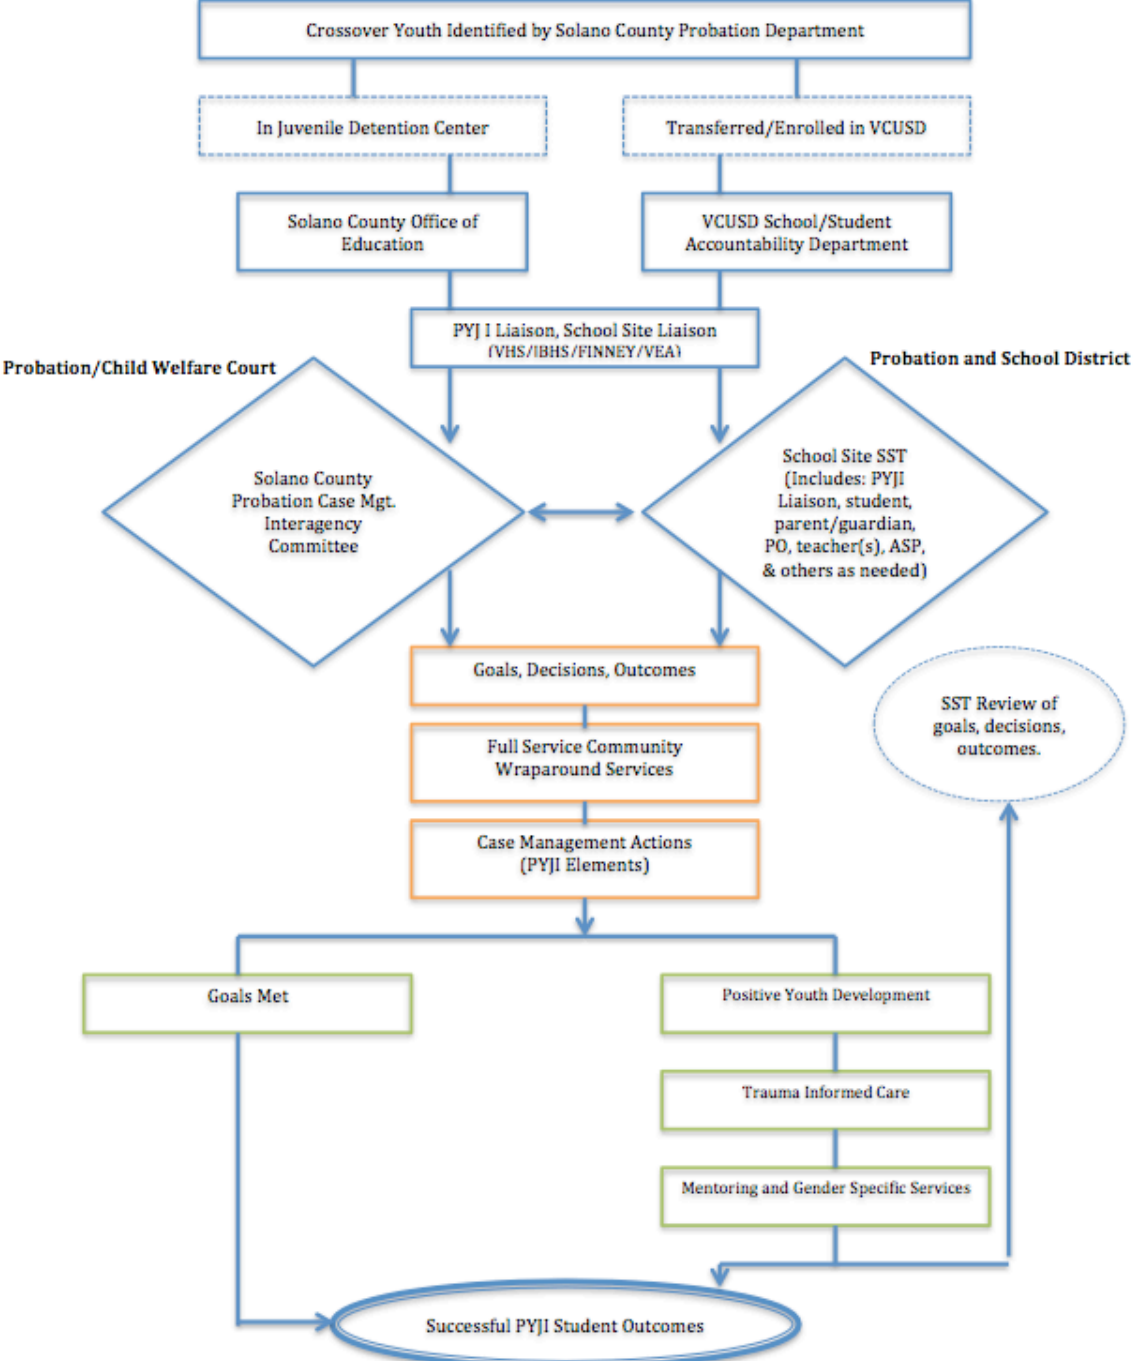 Crossover Youth Identified by Solano County Probation Department
In Juvenile Detention Center
Transferred/Enrolled in VCUSD
Solano County Office of
Education
VCUSD School/Student
Accountability Department
PYJ I Liaison, School Site Liaison
(VHS/JBHS/FINNEY/VEA)
Probation/Child Welfare Court
Probation and School District
Solano County
Probation Case Mgt.
Interagency
Committee
School Site SST
(Includes: PYJI
Liaison, student,
parent/guardian,
PO, teacher(s), ASP,
& others as needed)
Goals, Decisions, Outcomes
Full Service Community
Wraparound Services
Case Management Actions
(PYJI Elements)
SST Review of
goals, decisions,
outcomes.
Goals Met
Positive Youth Development
Trauma Informed Care
Mentoring and Gender Specific Services
Successful PYJI Student Outcomes